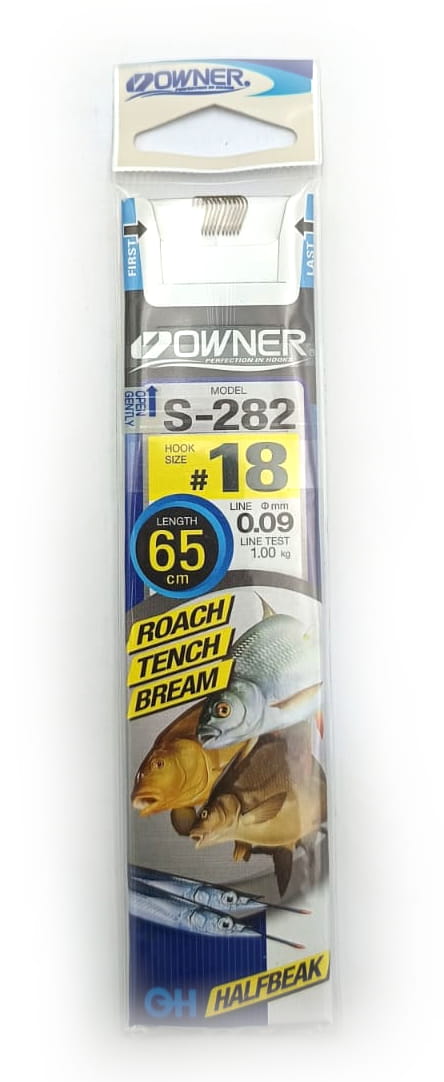 OWNER.
PERFECTION IN HOOKS
FIRST
LAST
OWNER®
PERFECTION IN HOOKS
OPEN
GENTLY
MODEL
S-282
HOOK
SIZE
#18
LENGTH
65
cm
LINE Φmm
0.09
LINE TEST
1.00 kg
ROACH
TENCH
BREAM
OH HALFBEAK